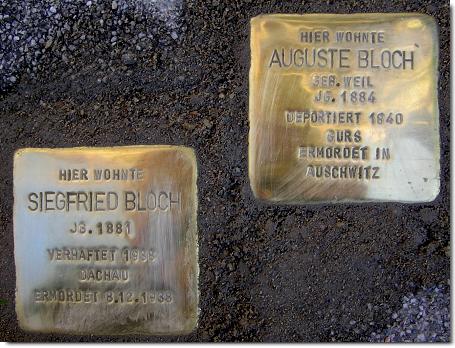 HIER WOHNTE
AUGUSTE BLOCH
GEB. WEIL
JG. 1884
DEPORTIERT 1940
GURS
ERMORDET IN
AUSCHWITZ
HIER WOHNTE
SIEGFRIED BLOCH
JG. 1881
VERHAFTET 1938
DACHAU
ERMORDET 8.12.1938